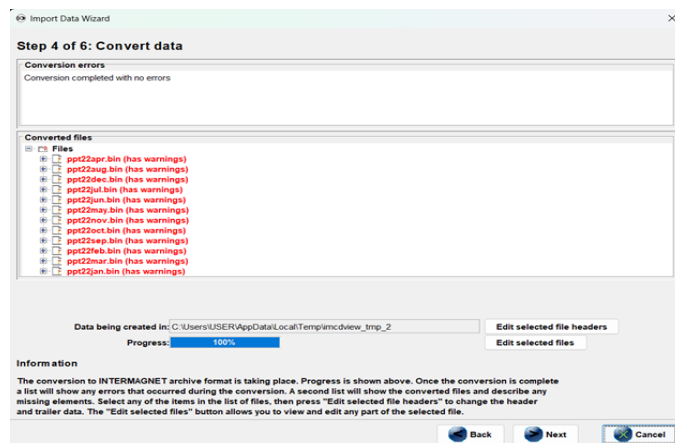 Import Data Wizard
Step 4 of 6: Convert data
Conversion errors
Conversion completed with no errors
Converted files
Files
ppt22apr.bin (has warnings)
ppt22aug.bin (has warnings)
ppt22dec.bin (has warnings)
ppt22jul.bin (has warnings)
ppt22jun.bin (has warnings)
ppt22may.bin (has warnings)
ppt22nov.bin (has warnings)
ppt22oct.bin (has warnings)
ppt22sep.bin (has warnings)
ppt22feb.bin (has warnings)
ppt22mar.bin (has warnings)
ppt22jan.bin (has warnings)
Data being created in: C:\Users\USER\AppData\Local\Temp\imcdview_tmp_2 Edit selected file headers
Progress: 100% Edit selected files
Information
The conversion to INTERMAGNET archive format is taking place. Progress is shown above. Once the conversion is complete
a list will show any errors that occurred during the conversion. A second list will show the converted files and describe any
missing elements. Select any of the items in the list of files, then press "Edit selected file headers" to change the header
and trailer data. The "Edit selected files" button allows you to view and edit any part of the selected file.
Back Next Cancel